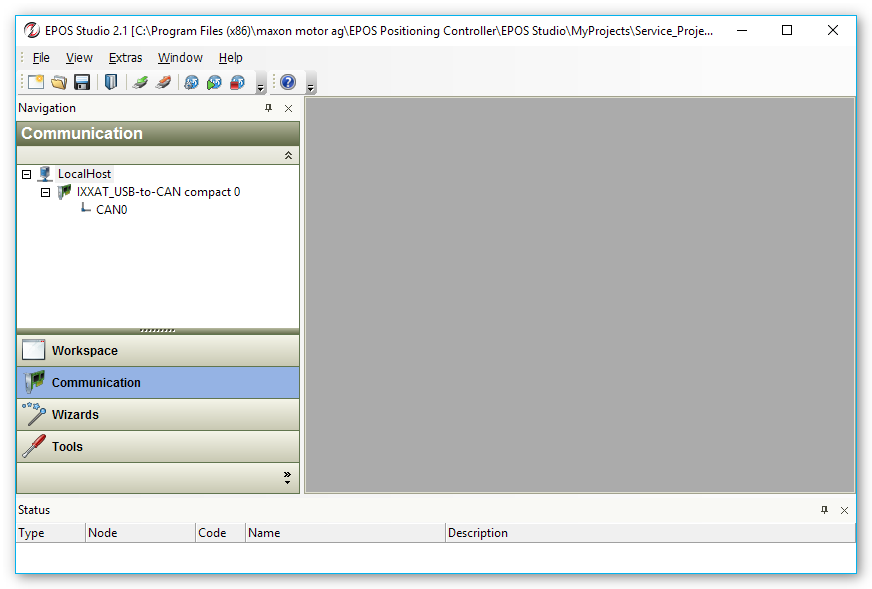 EPOS Studio 2.1 [C:\Program Files (x86)\maxon motor ag\EPOS Positioning Controller\EPOS Studio\MyProjects\Service_Proje...
File View Extras Window Help
Navigation
Communication
LocalHost
IXXAT_USB-to-CAN compact 0
CAN0
Workspace
Communication
Wizards
Tools
Status
Type Node Code Name Description